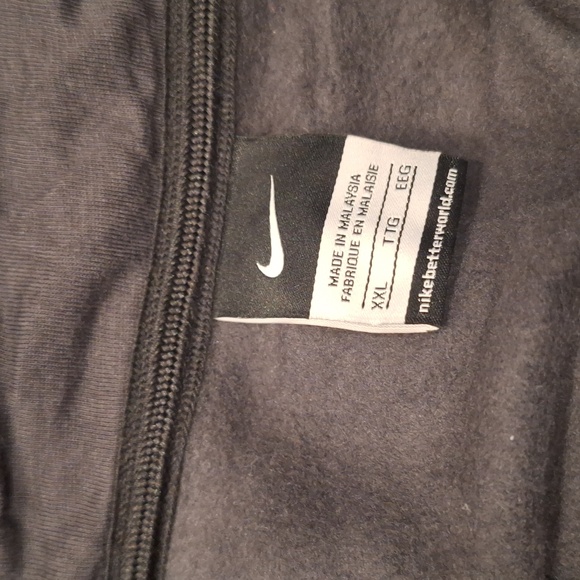 MADE IN MALAYSIA
FABRIQUE EN MALAISIE
XXL TTG EEG
nikebetterworld.com